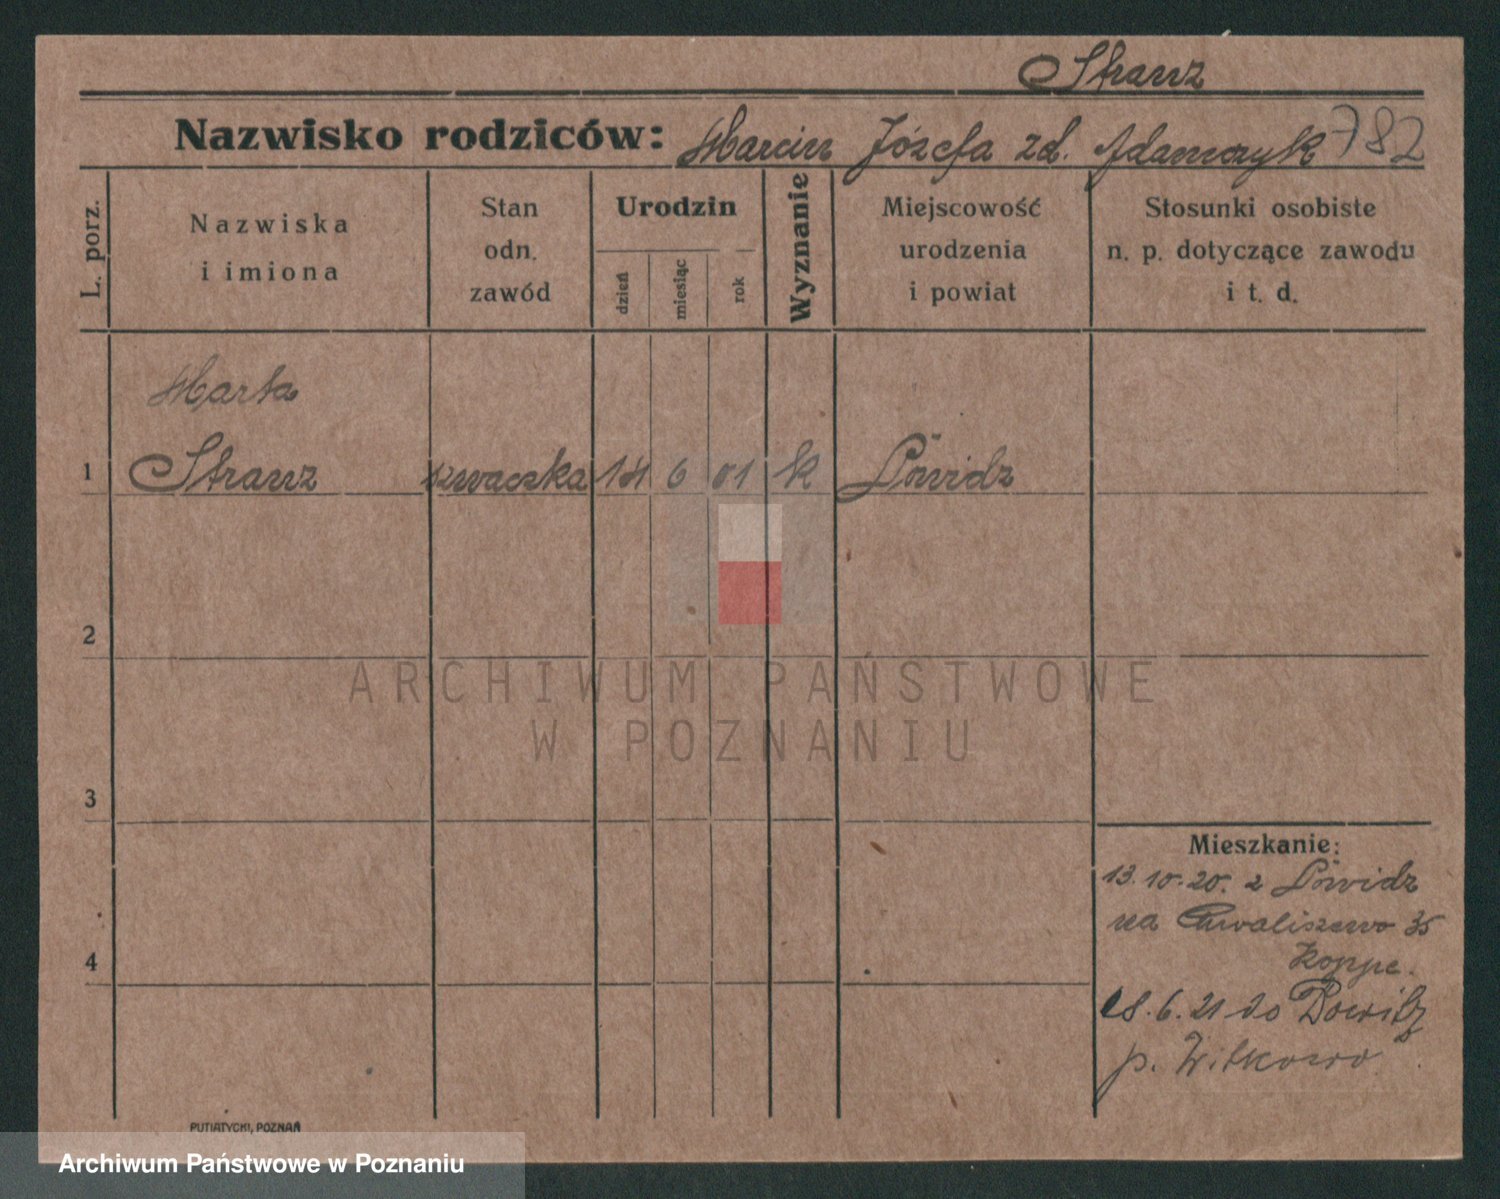 Stranz
Nazwisko rodziców: Marcin Józefa zd. Adamczyk 782
L. porz.
Nazwiska
i imiona
Stan
odn.
zawód
Urodzin
dzień
miesiąc
rok
Wyznanie
Miejscowość
urodzenia
i powiat
Stosunki osobiste
n. p. dotyczące zawodu
i t. d.
Marta
1 Stranz szwaczka 14 6 01 k Powidz
2
3
4
Mieszkanie:
13.10.20. z Powidz
na Chwaliszewo 35
Koppe.
28.6.21 do Powidz
p. Witkowo
PUTIATYCKI, POZNAŃ
ARCHIWUM PAŃSTWOWE
W POZNANIU
Archiwum Państwowe w Poznaniu